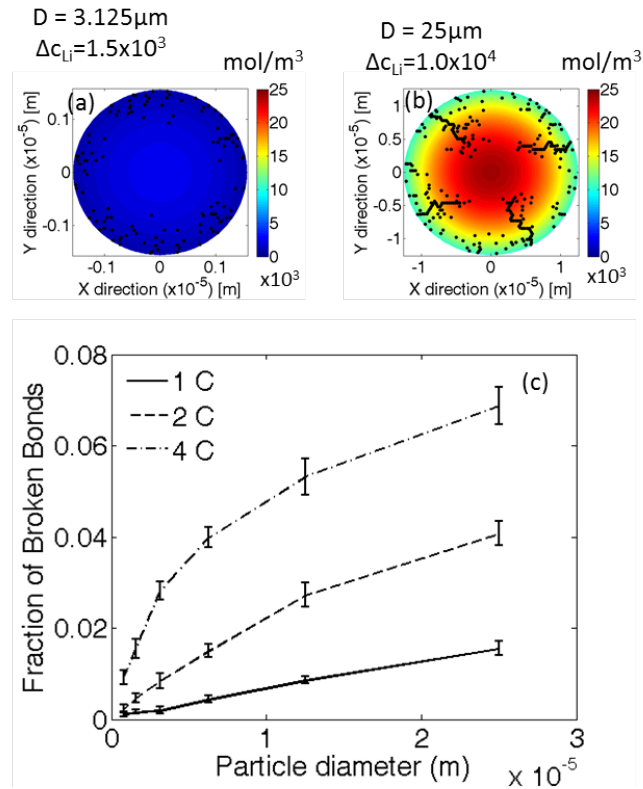 D = 3.125μm
Δc_Li=1.5x10³
mol/m³
(a)
Y direction (x10⁻⁵) [m]
0.1
0
-0.1
-0.1
0
0.1
X direction (x10⁻⁵) [m]
25
20
15
10
5
0
x10³
D = 25μm
Δc_Li=1.0x10⁴
mol/m³
(b)
Y direction (x10⁻⁵) [m]
1
0.5
0
-0.5
-1
-1
0
1
X direction (x10⁻⁵) [m]
25
20
15
10
5
0
x10³
(c)
1 C
2 C
4 C
Fraction of Broken Bonds
0.08
0.06
0.04
0.02
0
0
1
2
3
Particle diameter (m)
x 10⁻⁵